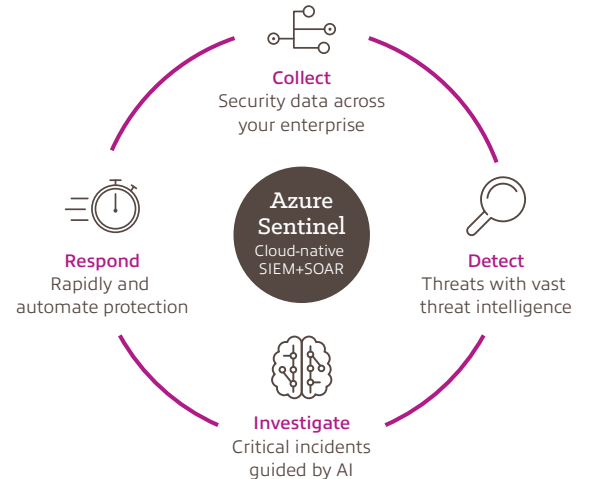 Collect
Security data across
your enterprise
Azure
Sentinel
Cloud-native
SIEM+SOAR
Respond
Rapidly and
automate protection
Detect
Threats with vast
threat intelligence
Investigate
Critical incidents
guided by AI